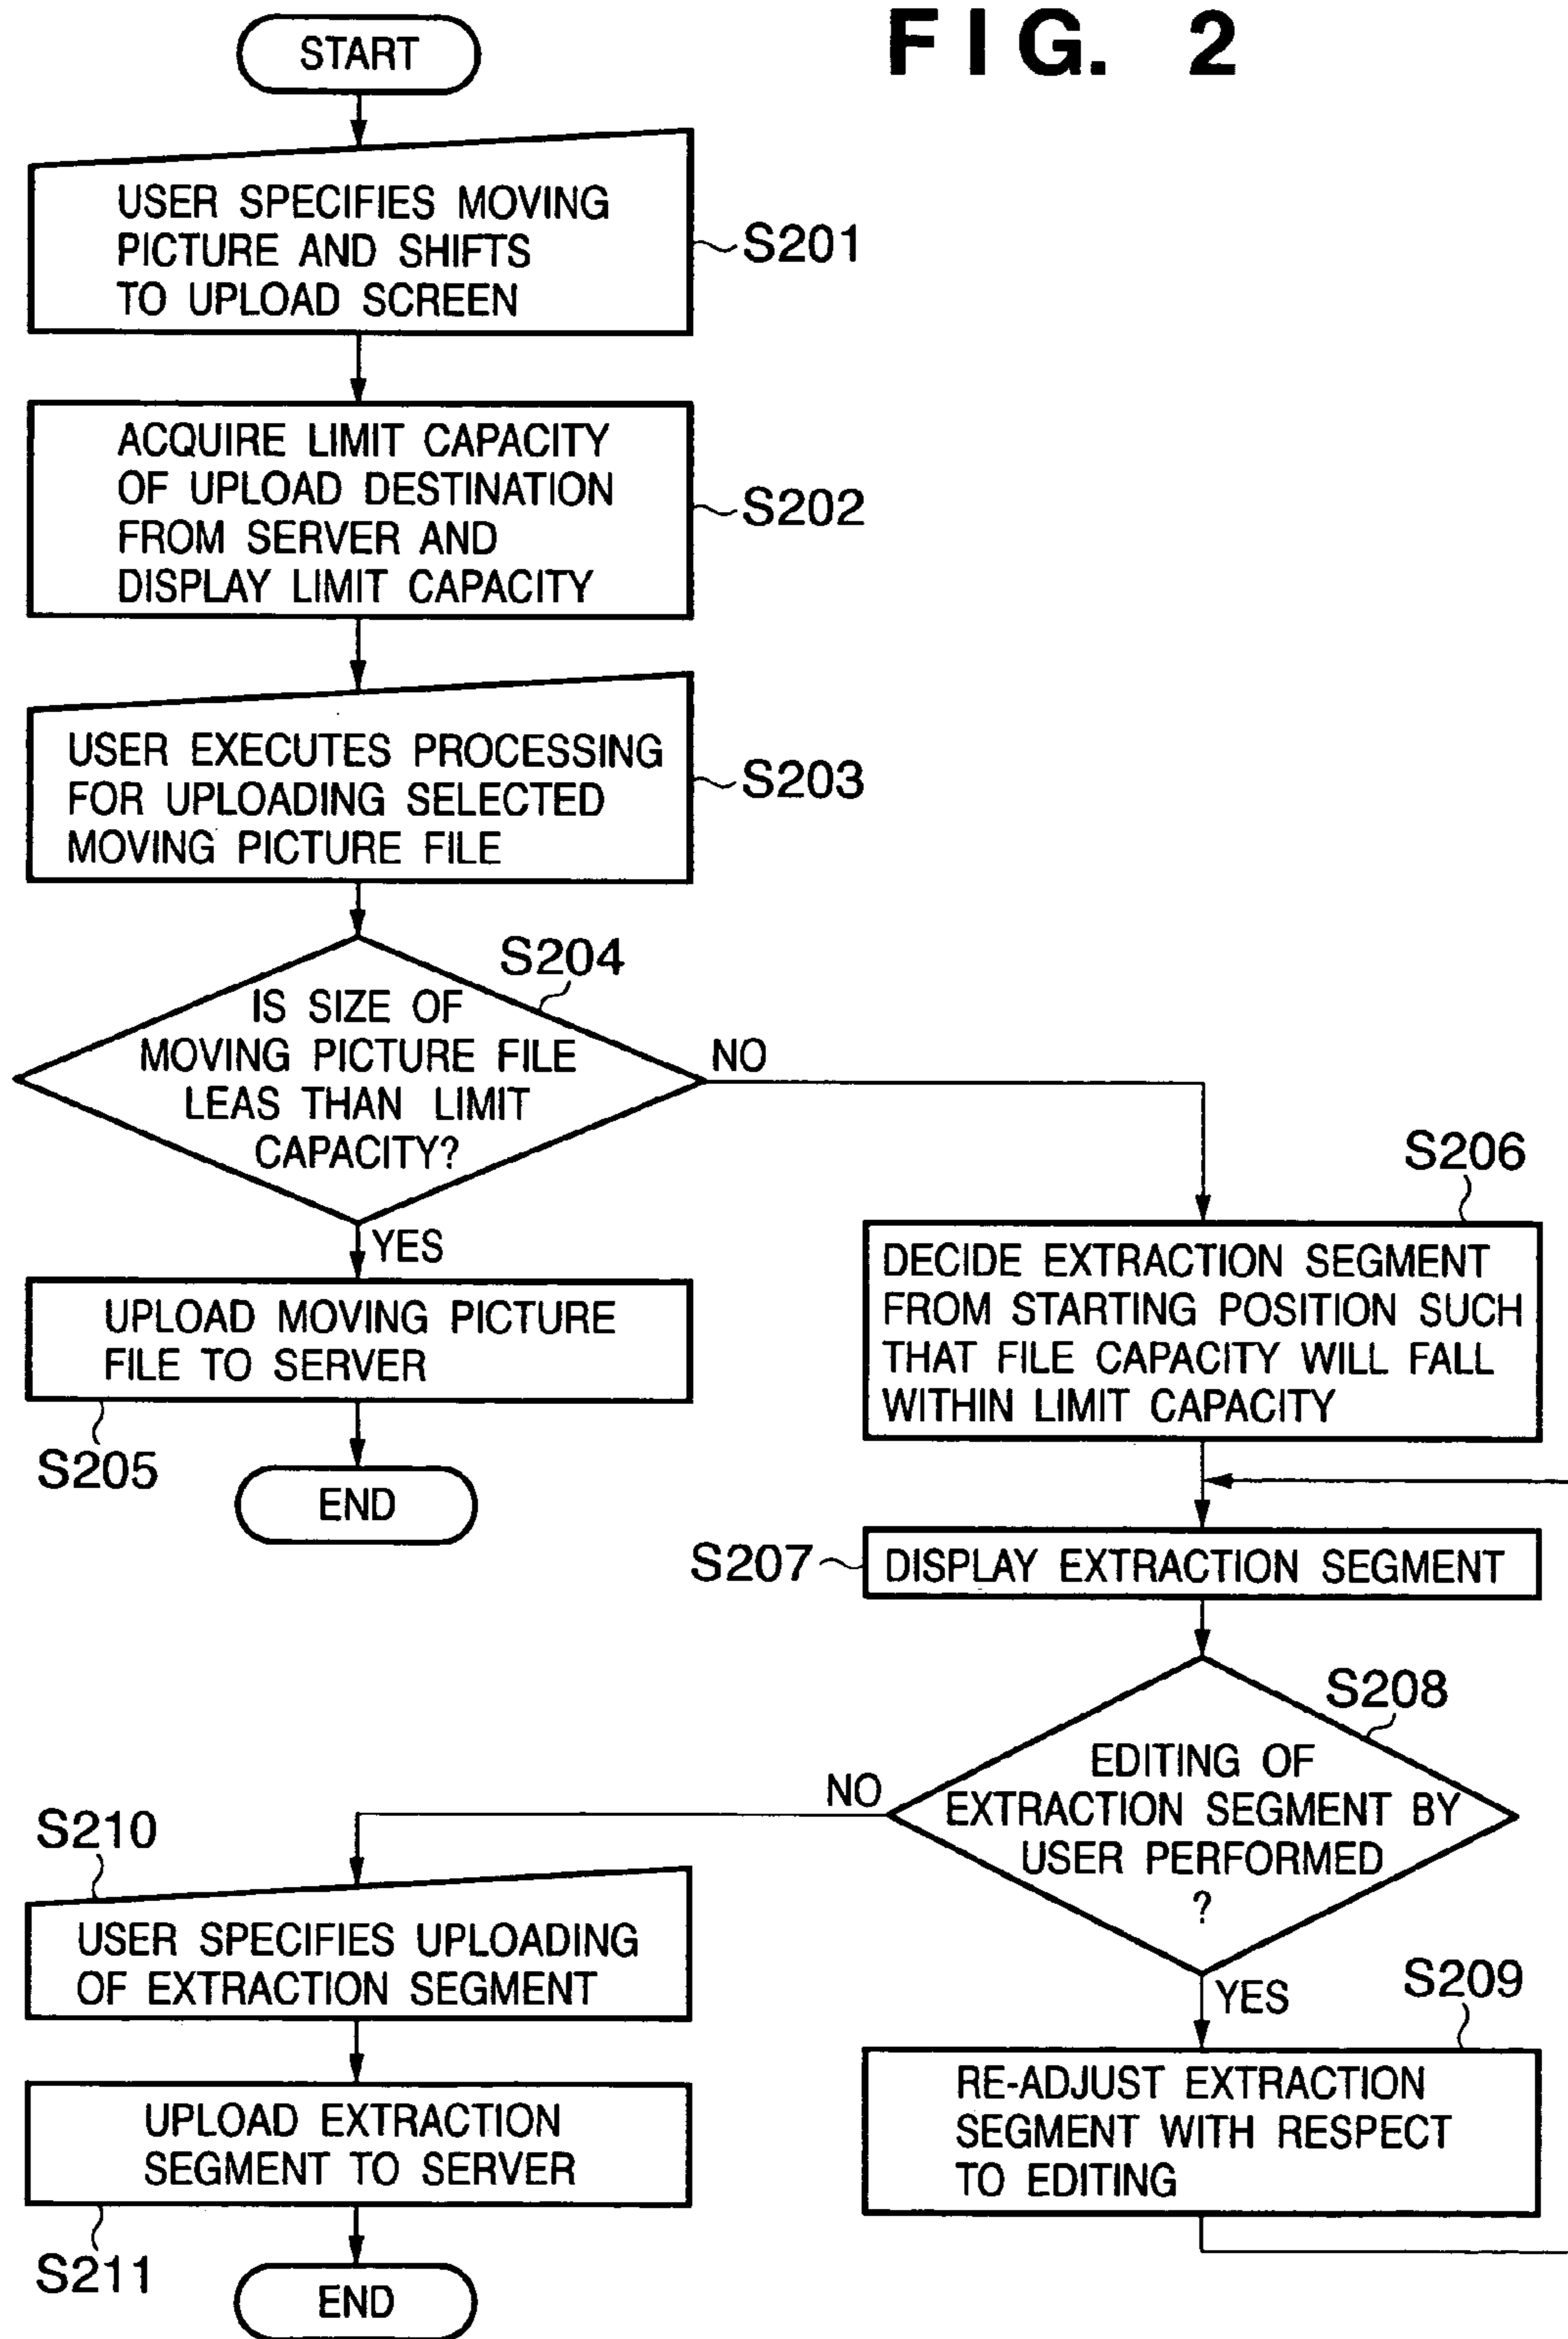 FIG. 2
START
USER SPECIFIES MOVING
PICTURE AND SHIFTS
TO UPLOAD SCREEN
S201
ACQUIRE LIMIT CAPACITY
OF UPLOAD DESTINATION
FROM SERVER AND
DISPLAY LIMIT CAPACITY
S202
USER EXECUTES PROCESSING
FOR UPLOADING SELECTED
MOVING PICTURE FILE
S203
S204
IS SIZE OF
MOVING PICTURE FILE
LEAS THAN LIMIT
CAPACITY?
NO
YES
UPLOAD MOVING PICTURE
FILE TO SERVER
S205
END
S206
DECIDE EXTRACTION SEGMENT
FROM STARTING POSITION SUCH
THAT FILE CAPACITY WILL FALL
WITHIN LIMIT CAPACITY
S207
DISPLAY EXTRACTION SEGMENT
S208
EDITING OF
EXTRACTION SEGMENT BY
USER PERFORMED
?
NO
YES
S209
RE-ADJUST EXTRACTION
SEGMENT WITH RESPECT
TO EDITING
S210
USER SPECIFIES UPLOADING
OF EXTRACTION SEGMENT
UPLOAD EXTRACTION
SEGMENT TO SERVER
S211
END